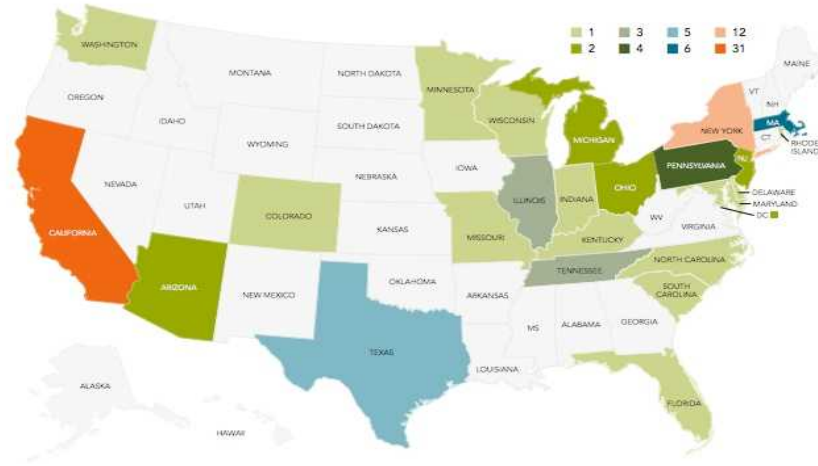 1 3 5 12
2 4 6 31
WASHINGTON
MONTANA
NORTH DAKOTA
MINNESOTA
MAINE
OREGON
IDAHO
SOUTH DAKOTA
WISCONSIN
MICHIGAN
VT
NH
NEW YORK
MA
CT
RHODE
ISLAND
WYOMING
IOWA
PENNSYLVANIA
NJ
NEVADA
NEBRASKA
ILLINOIS
INDIANA
OHIO
DELAWARE
MARYLAND
DC
UTAH
COLORADO
KANSAS
MISSOURI
WV
VIRGINIA
KENTUCKY
CALIFORNIA
ARIZONA
NEW MEXICO
OKLAHOMA
ARKANSAS
TENNESSEE
NORTH CAROLINA
SOUTH
CAROLINA
TEXAS
LOUISIANA
MS
ALABAMA
GEORGIA
FLORIDA
ALASKA
HAWAII